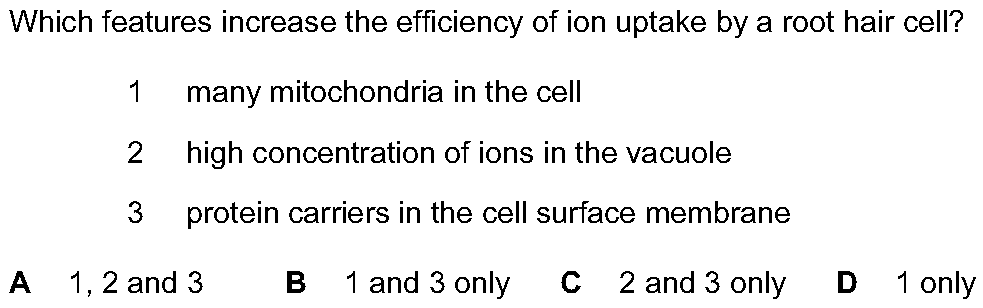 Which features increase the efficiency of ion uptake by a root hair cell?
1 many mitochondria in the cell
2 high concentration of ions in the vacuole
3 protein carriers in the cell surface membrane
A 1, 2 and 3 B 1 and 3 only C 2 and 3 only D 1 only